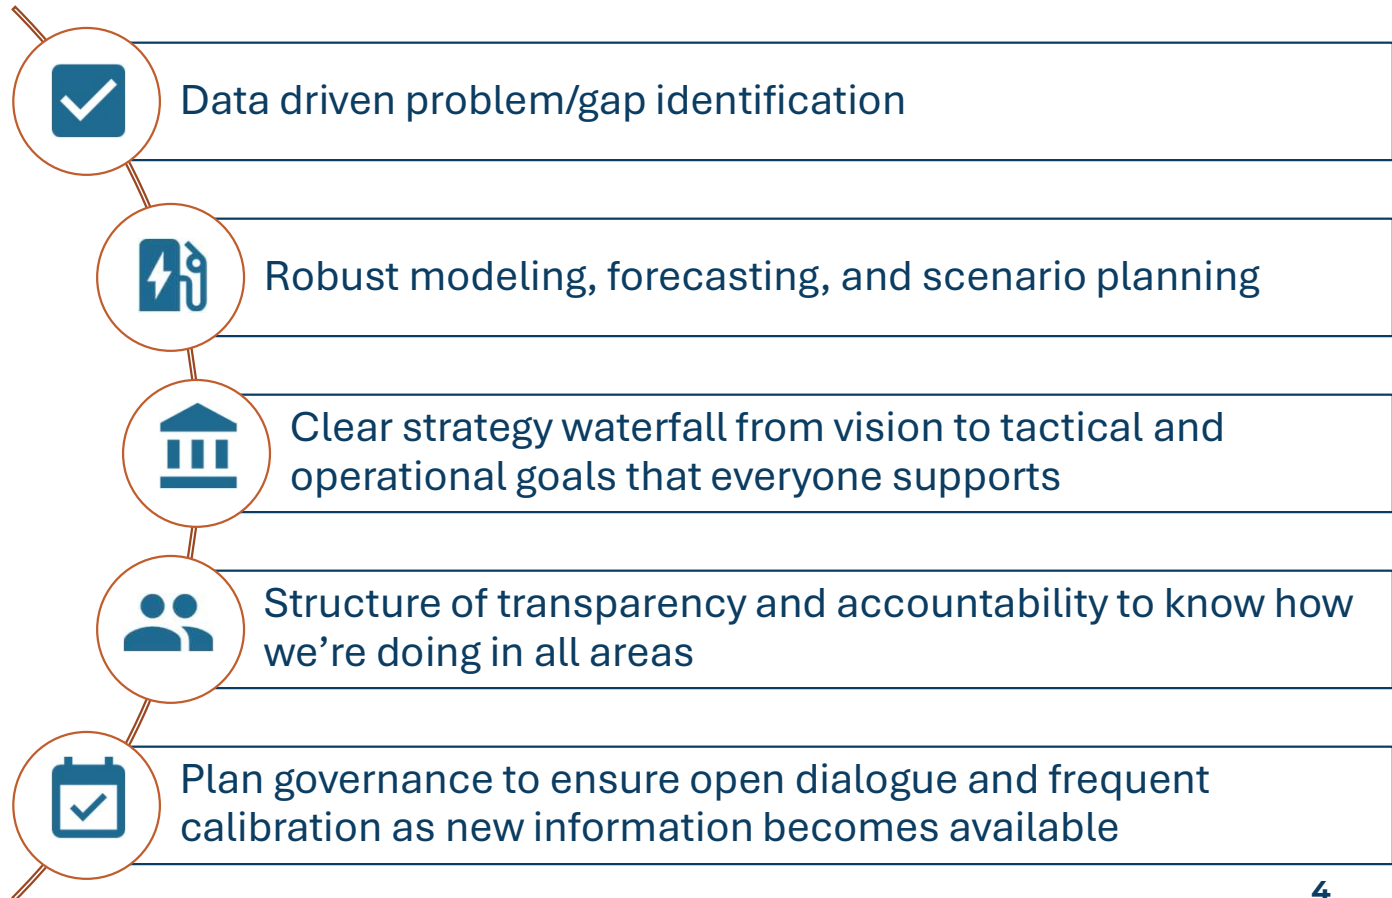 Data driven problem/gap identification
Robust modeling, forecasting, and scenario planning
Clear strategy waterfall from vision to tactical and
operational goals that everyone supports
Structure of transparency and accountability to know how
we’re doing in all areas
Plan governance to ensure open dialogue and frequent
calibration as new information becomes available
4